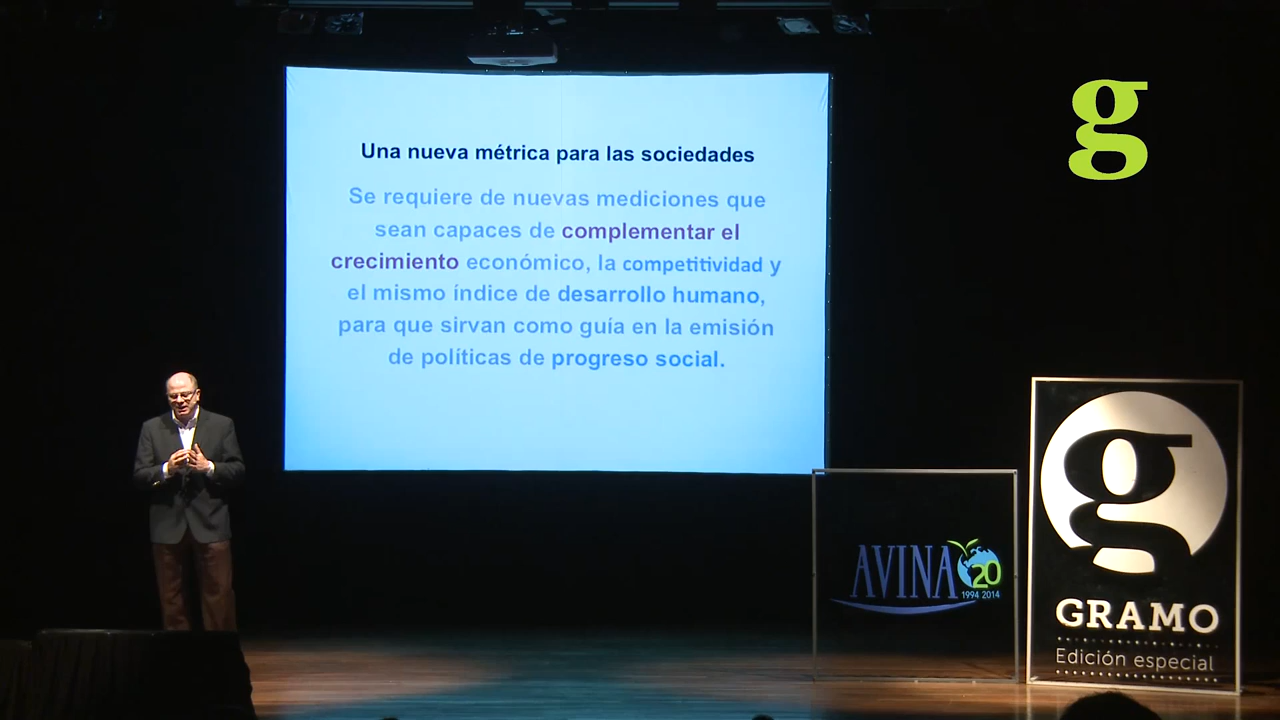 Una nueva métrica para las sociedades
Se requiere de nuevas mediciones que
sean capaces de complementar el
crecimiento económico, la competitividad y
el mismo índice de desarrollo humano,
para que sirvan como guía en la emisión
de políticas de progreso social.
g
AVINA 20
1994 2014
g
GRAMO
Edición especial